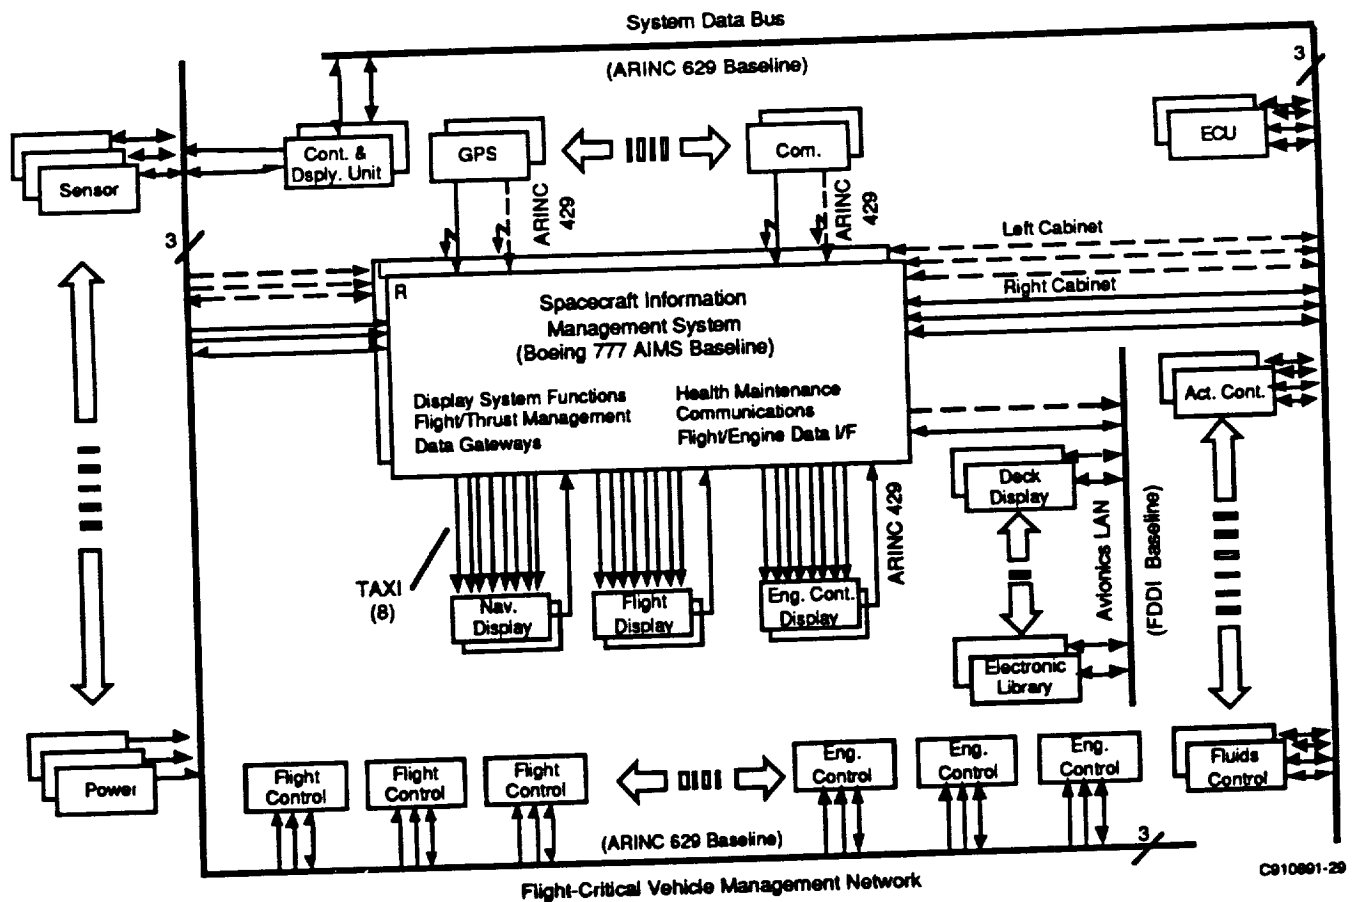 System Data Bus
(ARINC 629 Baseline)
3
Cont. &
Dsply. Unit
GPS
Com.
ECU
Sensor
ARINC
429
ARINC
429
3
Left Cabinet
Right Cabinet
R
Spacecraft Information
Management System
(Boeing 777 AIMS Baseline)
Display System Functions
Flight/Thrust Management
Data Gateways
Health Maintenance
Communications
Flight/Engine Data I/F
Act. Cont.
Deck
Display
ARINC 429
Avionics LAN
(FDDI Baseline)
TAXI
(8)
Nav.
Display
Flight
Display
Eng. Cont.
Display
Electronic
Library
Power
Flight
Control
Flight
Control
Flight
Control
Eng.
Control
Eng.
Control
Eng.
Control
Fluids
Control
(ARINC 629 Baseline)
3
Flight-Critical Vehicle Management Network
C910891-29